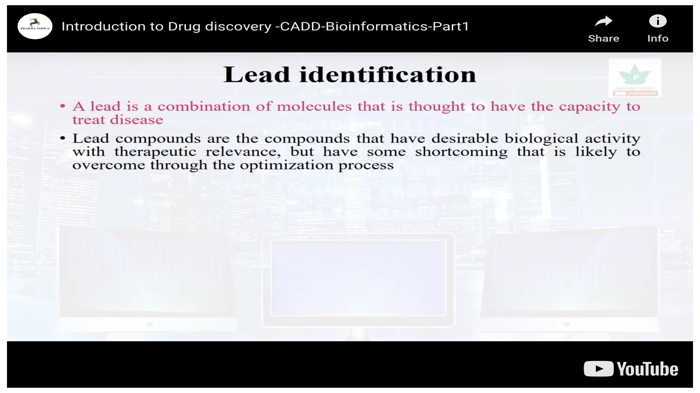 Introduction to Drug discovery -CADD-Bioinformatics-Part1
Share
Info
Lead identification
• A lead is a combination of molecules that is thought to have the capacity to
treat disease
• Lead compounds are the compounds that have desirable biological activity
with therapeutic relevance, but have some shortcoming that is likely to
overcome through the optimization process
YouTube